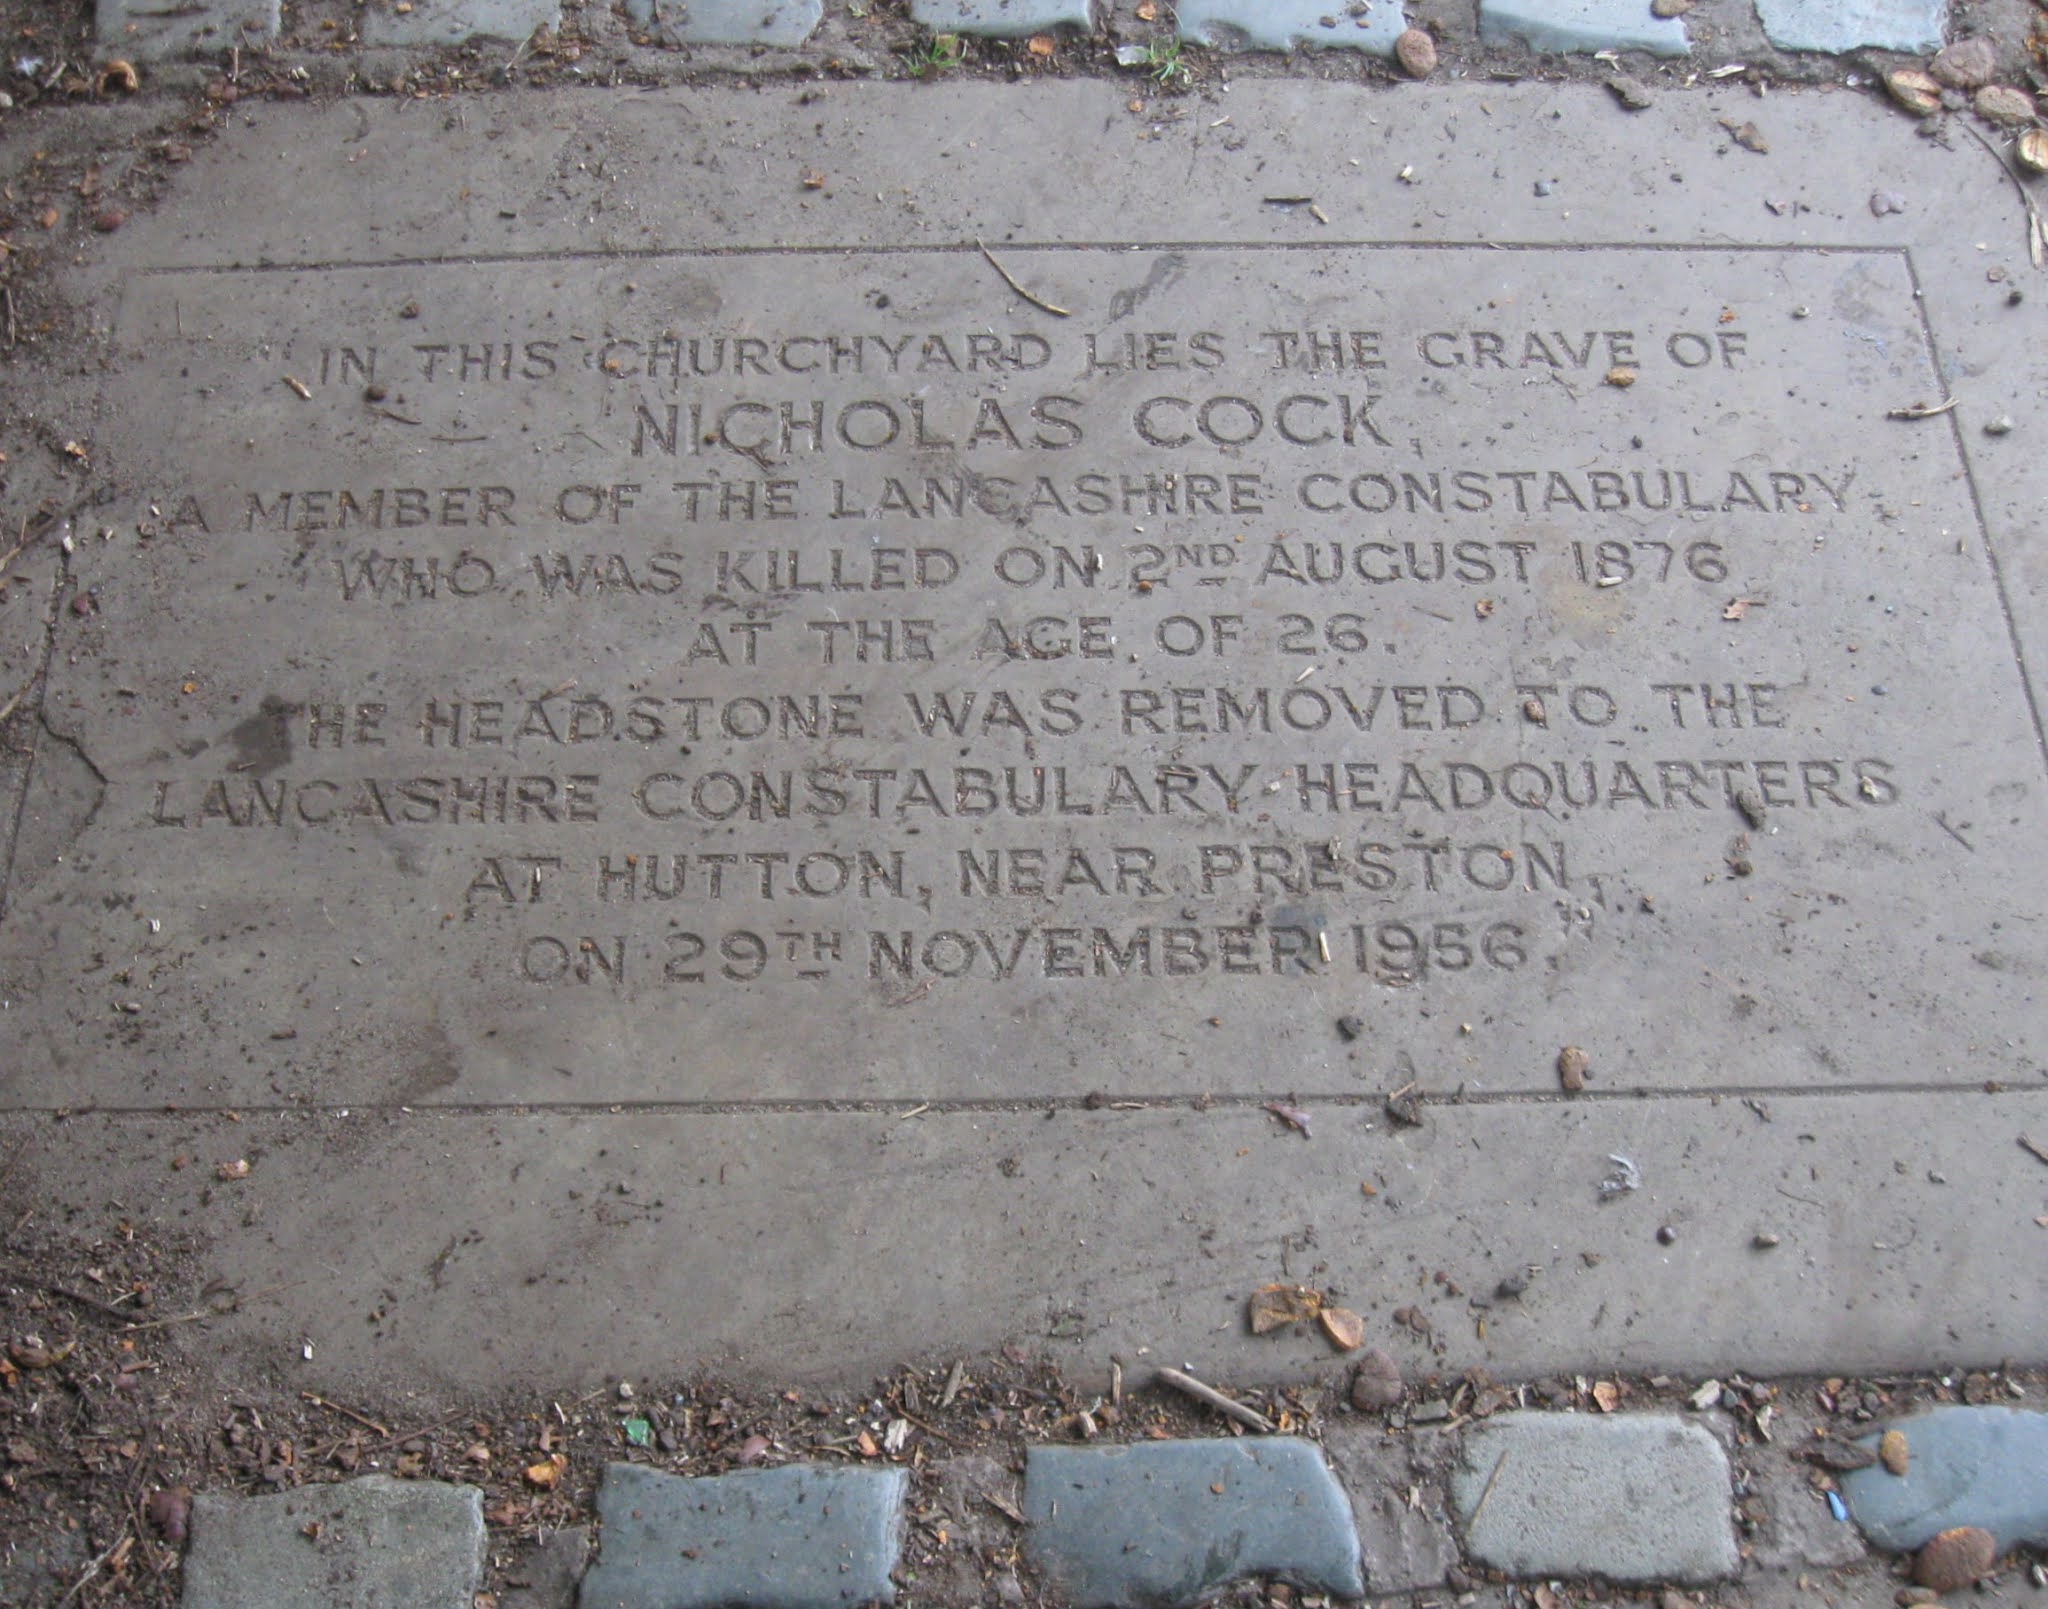 "IN THIS CHURCHYARD LIES THE GRAVE OF
NICHOLAS COCK,
A MEMBER OF THE LANCASHIRE CONSTABULARY
WHO WAS KILLED ON 2ND AUGUST 1876
AT THE AGE OF 26.
THE HEADSTONE WAS REMOVED TO THE
LANCASHIRE CONSTABULARY HEADQUARTERS
AT HUTTON, NEAR PRESTON,
ON 29TH NOVEMBER 1956."